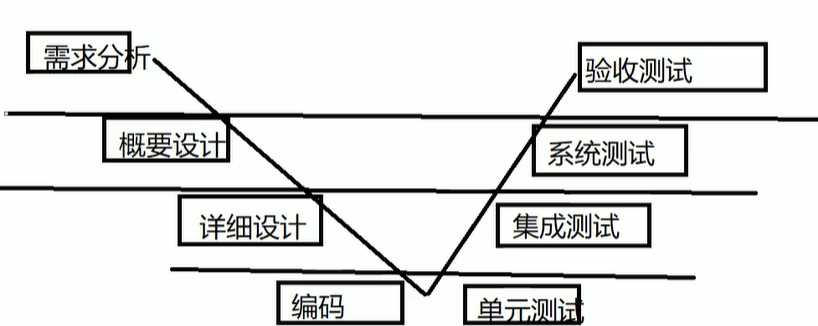 需求分析
验收测试
概要设计
系统测试
详细设计
集成测试
编码
单元测试